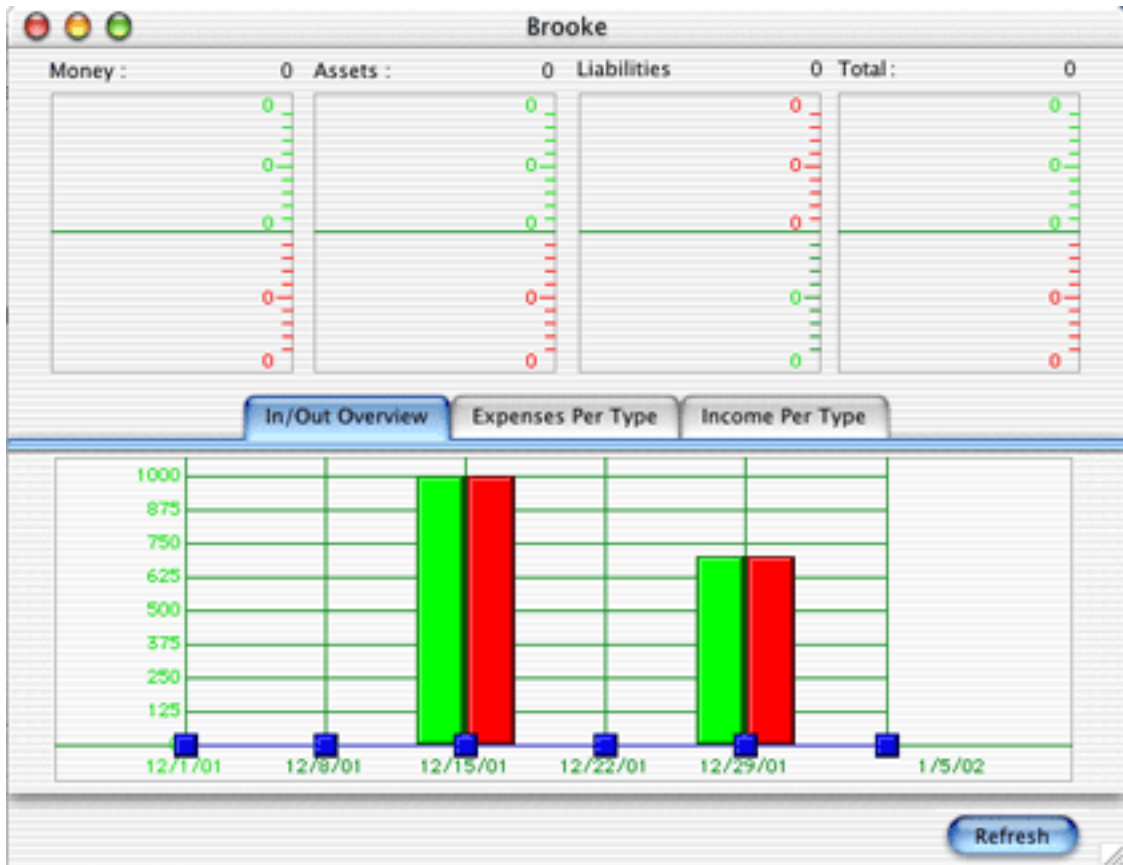 Brooke
Money : 0 Assets : 0 Liabilities 0 Total : 0
0 0 0 0
0 0 0 0
0 0 0 0
0 0 0 0
0 0 0 0
In/Out Overview Expenses Per Type Income Per Type
1000
875
750
625
500
375
250
125
12/1/01 12/8/01 12/15/01 12/22/01 12/29/01 1/5/02
Refresh